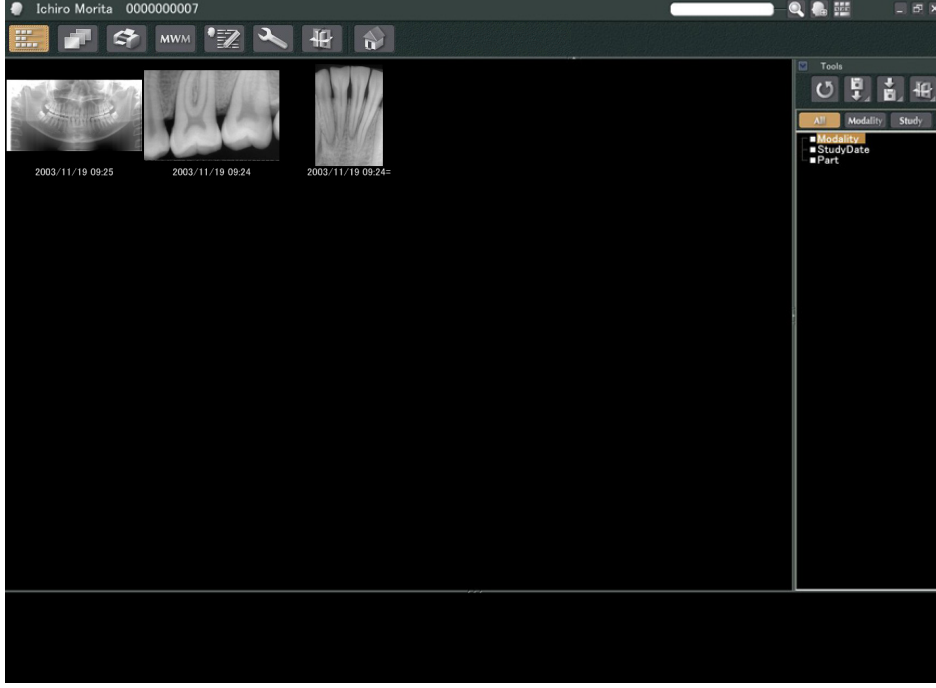 Ichiro Morita 0000000007
MWM
Tools
All Modality Study
Modality
StudyDate
Part
2003/11/19 09:25
2003/11/19 09:24
2003/11/19 09:24=